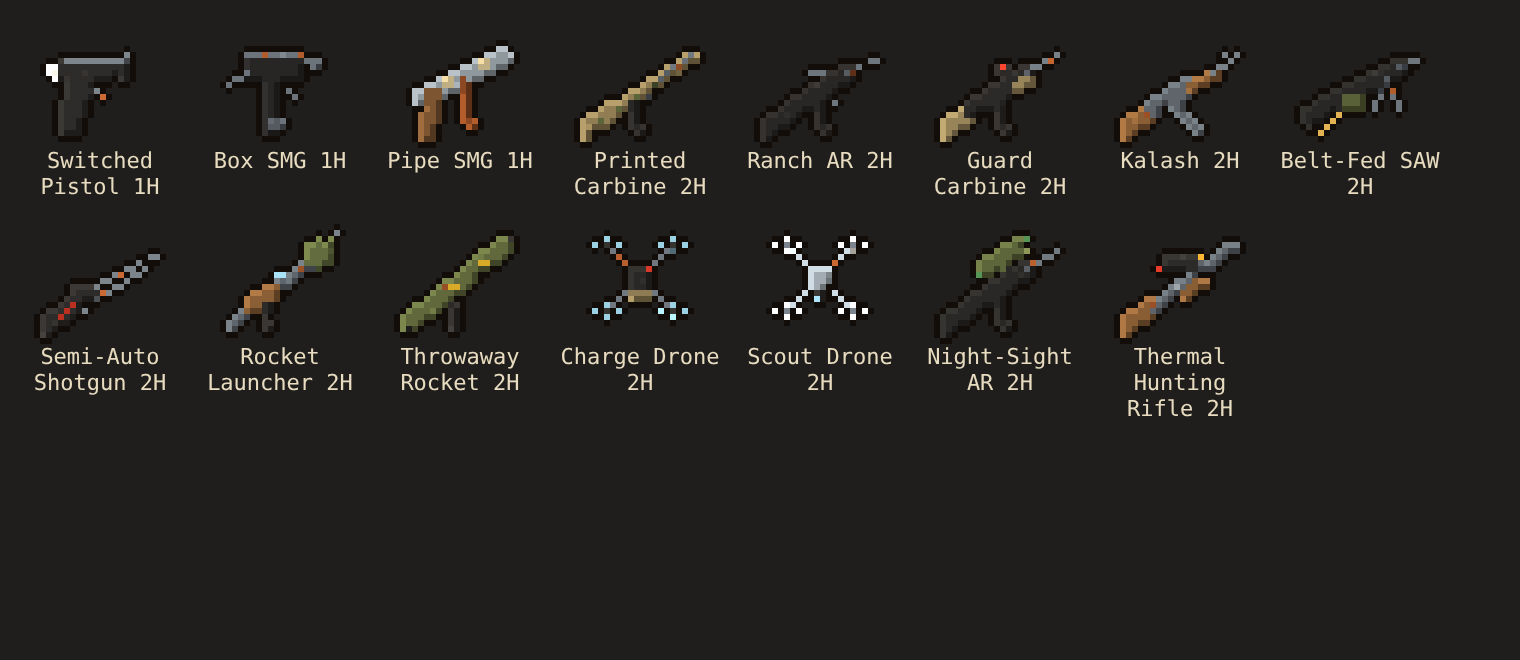 Switched
Pistol 1H
Box SMG 1H
Pipe SMG 1H
Printed
Carbine 2H
Ranch AR 2H
Guard
Carbine 2H
Kalash 2H
Belt-Fed SAW
2H
Semi-Auto
Shotgun 2H
Rocket
Launcher 2H
Throwaway
Rocket 2H
Charge Drone
2H
Scout Drone
2H
Night-Sight
AR 2H
Thermal
Hunting
Rifle 2H